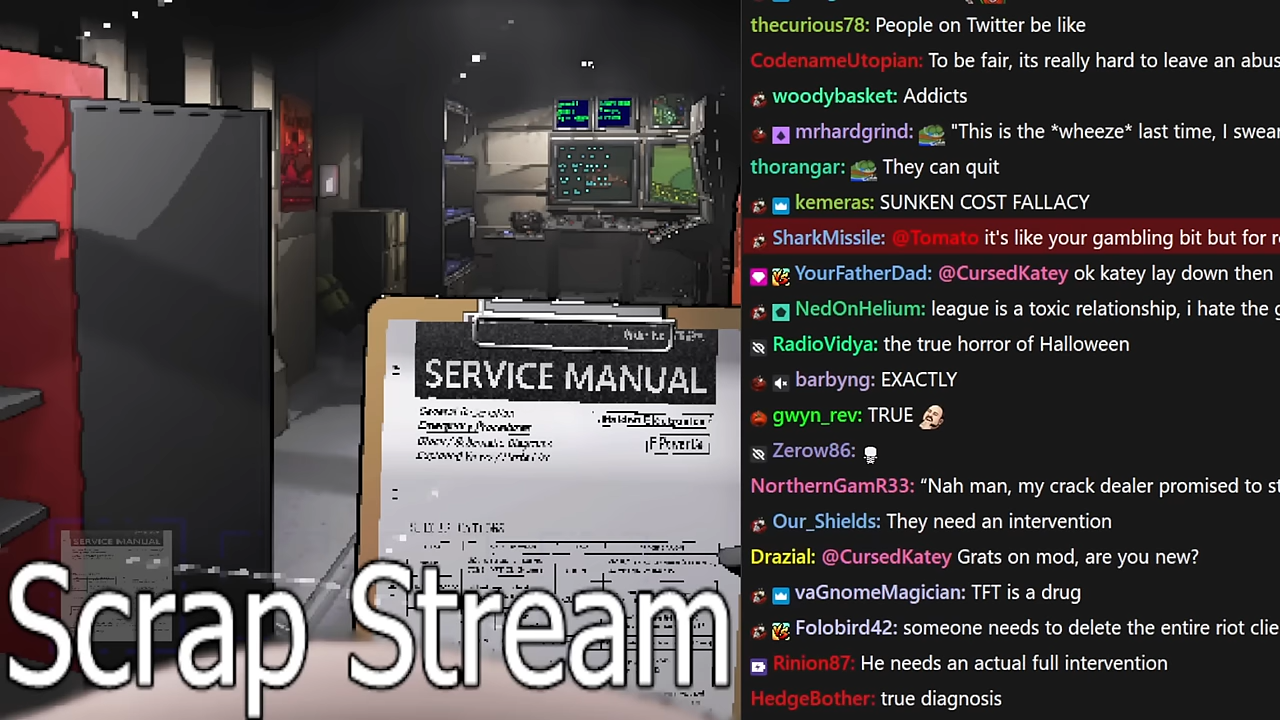 SERVICE MANUAL
Scrap Stream
thecurious78: People on Twitter be like
CodenameUtopian: To be fair, its really hard to leave an abus
woodybasket: Addicts
mrhardgrind: "This is the *wheeze* last time, I swear
thorangar: They can quit
kemeras: SUNKEN COST FALLACY
SharkMissile: @Tomato it's like your gambling bit but for r
YourFatherDad: @CursedKatey ok katey lay down then
NedOnHelium: league is a toxic relationship, i hate the g
RadioVidya: the true horror of Halloween
barbyng: EXACTLY
gwyn_rev: TRUE
Zerow86:
NorthernGamR33: “Nah man, my crack dealer promised to st
Our_Shields: They need an intervention
Drazial: @CursedKatey Grats on mod, are you new?
vaGnomeMagician: TFT is a drug
Folobird42: someone needs to delete the entire riot clie
Rinion87: He needs an actual full intervention
HedgeBother: true diagnosis